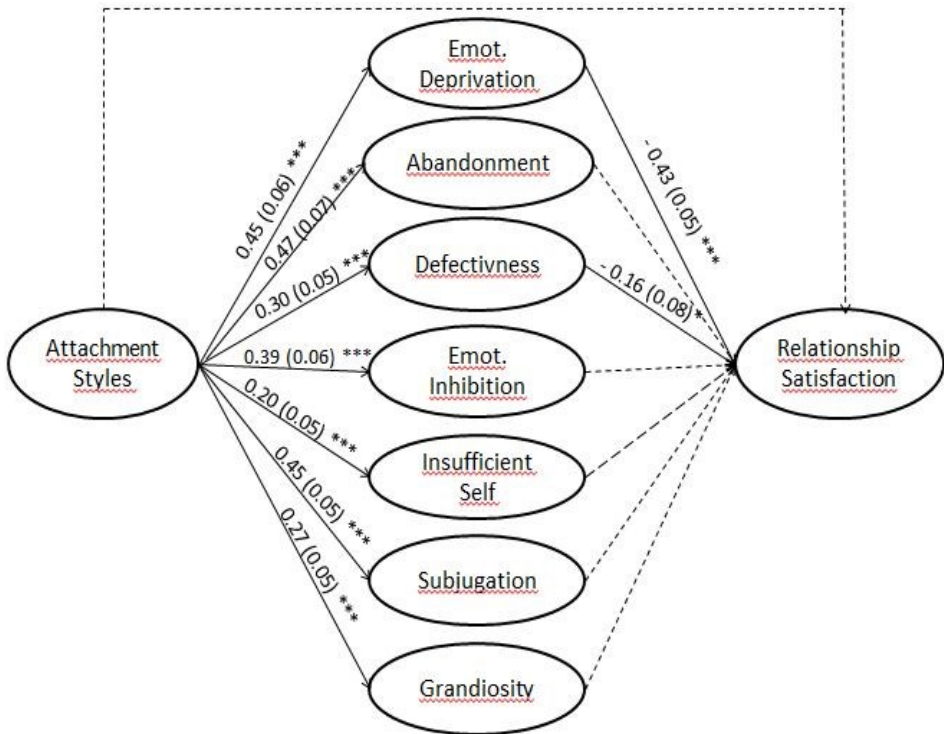 Emot.
Deprivation
Abandonment
Defectivness
Emot.
Inhibition
Insufficient
Self
Subjugation
Grandiosity
Attachment
Styles
Relationship
Satisfaction
0.45 (0.06) ***
0.47 (0.07) ***
0.30 (0.05) ***
0.39 (0.06) ***
0.20 (0.05) ***
0.45 (0.05) ***
0.27 (0.05) ***
- 0.43 (0.05) ***
- 0.16 (0.08) *